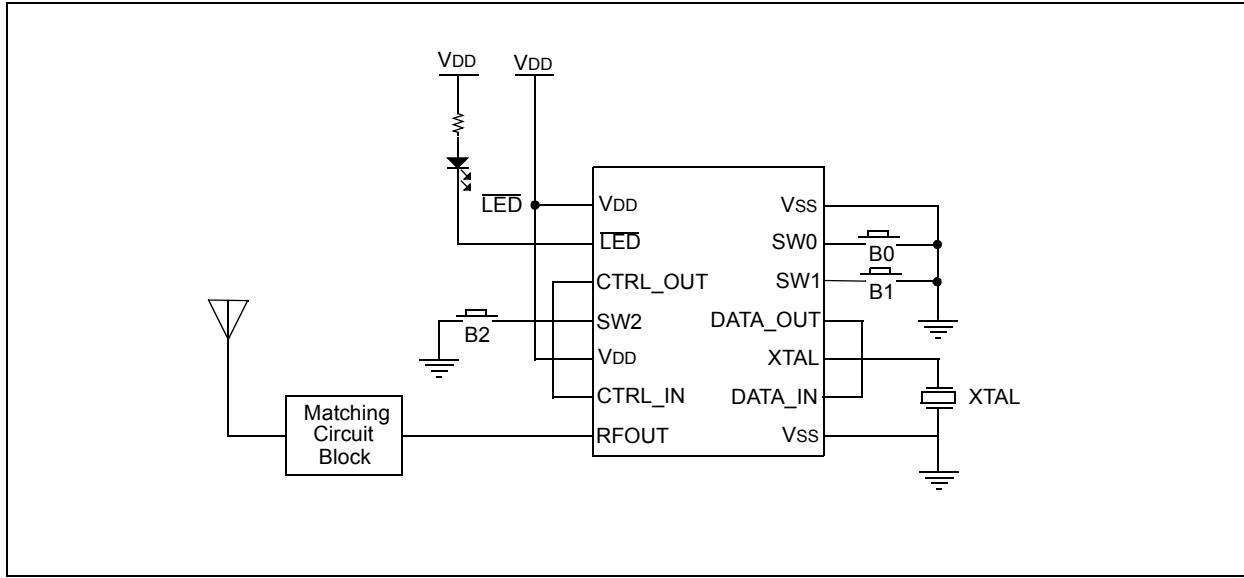 VDD VDD
LED
VDD
LED
CTRL_OUT
SW2
VDD
CTRL_IN
RFOUT
VSS
SW0
SW1
DATA_OUT
XTAL
DATA_IN
VSS
B0
B1
B2
XTAL
Matching
Circuit
Block